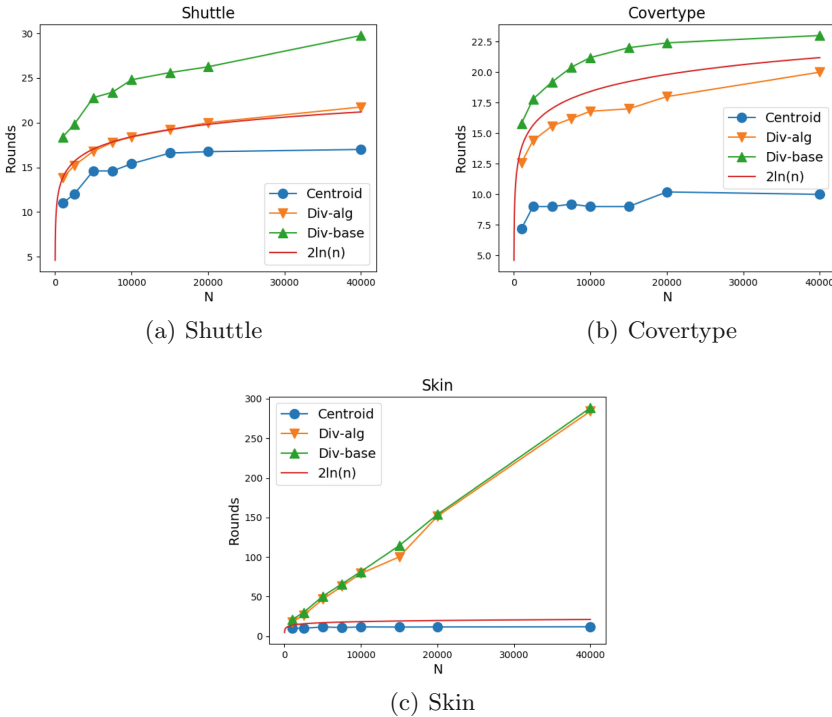 Shuttle
30
25
20
15
10
5
Rounds
Centroid
Div-alg
Div-base
2ln(n)
0 10000 20000 30000 40000
N
(a) Shuttle
Covertype
22.5
20.0
17.5
15.0
12.5
10.0
7.5
5.0
Rounds
Centroid
Div-alg
Div-base
2ln(n)
0 10000 20000 30000 40000
N
(b) Covertype
Skin
300
250
200
150
100
50
0
Rounds
Centroid
Div-alg
Div-base
2ln(n)
0 10000 20000 30000 40000
N
(c) Skin